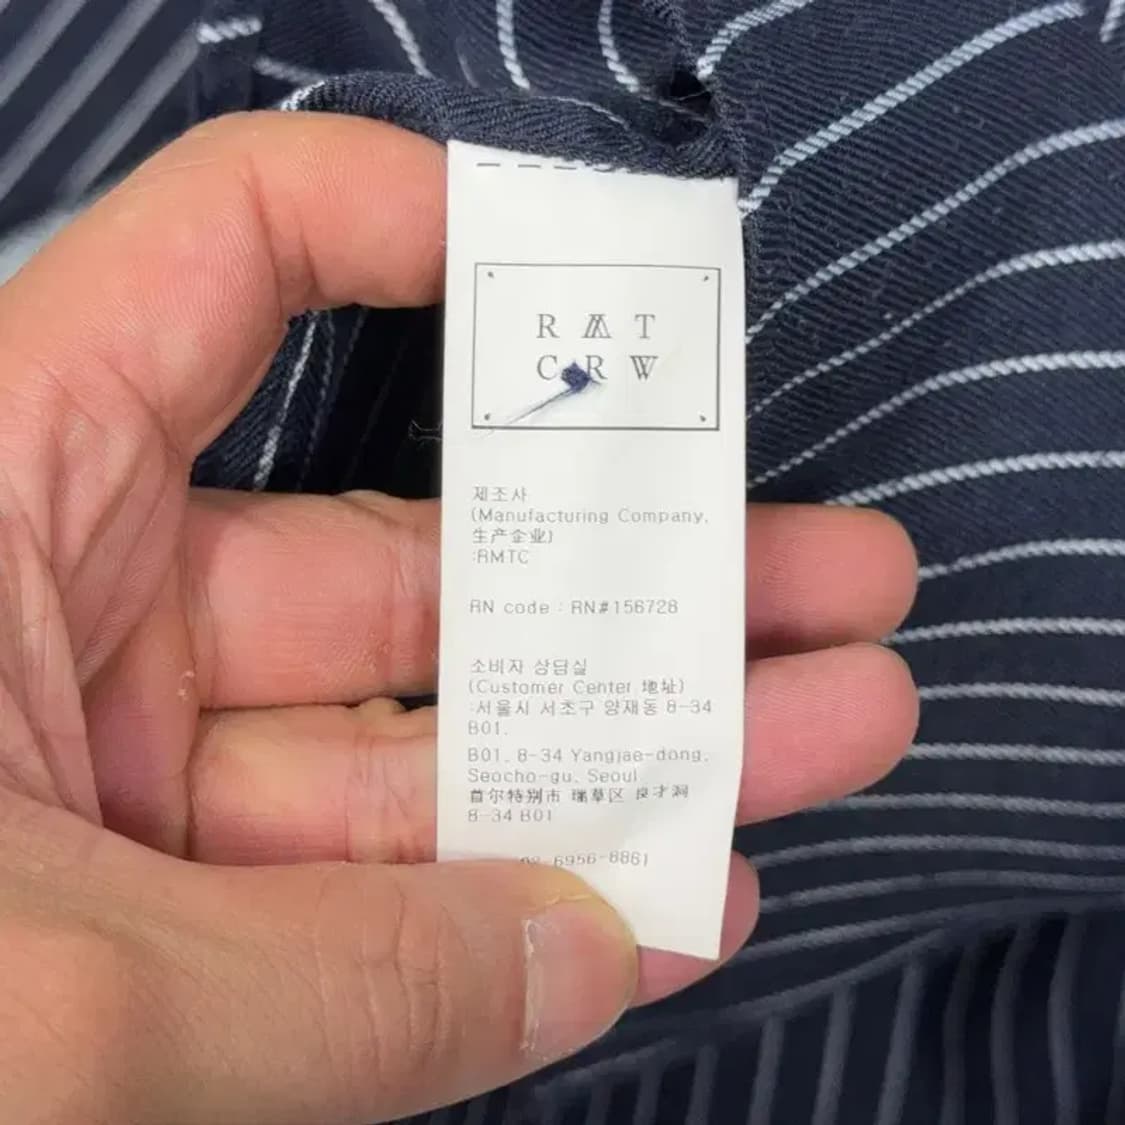 R M T
C R W
제조사
(Manufacturing Company,
生产企业)
:RMTC
RN code : RN#156728
소비자 상담실
(Customer Center 地址)
:서울시 서초구 양재동 8-34
B01.
B01, 8-34 Yangjae-dong,
Seocho-gu, Seoul
首尔特别市 瑞草区 良才洞
8-34 B01
02-6956-8861